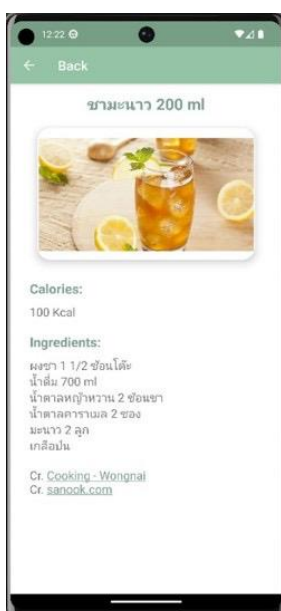 12:22
Back
ชามะนาว 200 ml
Calories:
100 Kcal
Ingredients:
ผงชา 1 1/2 ช้อนโต๊ะ
น้ำดื่ม 700 ml
น้ำตาลหญ้าหวาน 2 ช้อนชา
น้ำตาลคาราเมล 2 ซอง
มะนาว 2 ลูก
เกลือป่น
Cr. Cooking - Wongnai
Cr. sanook.com